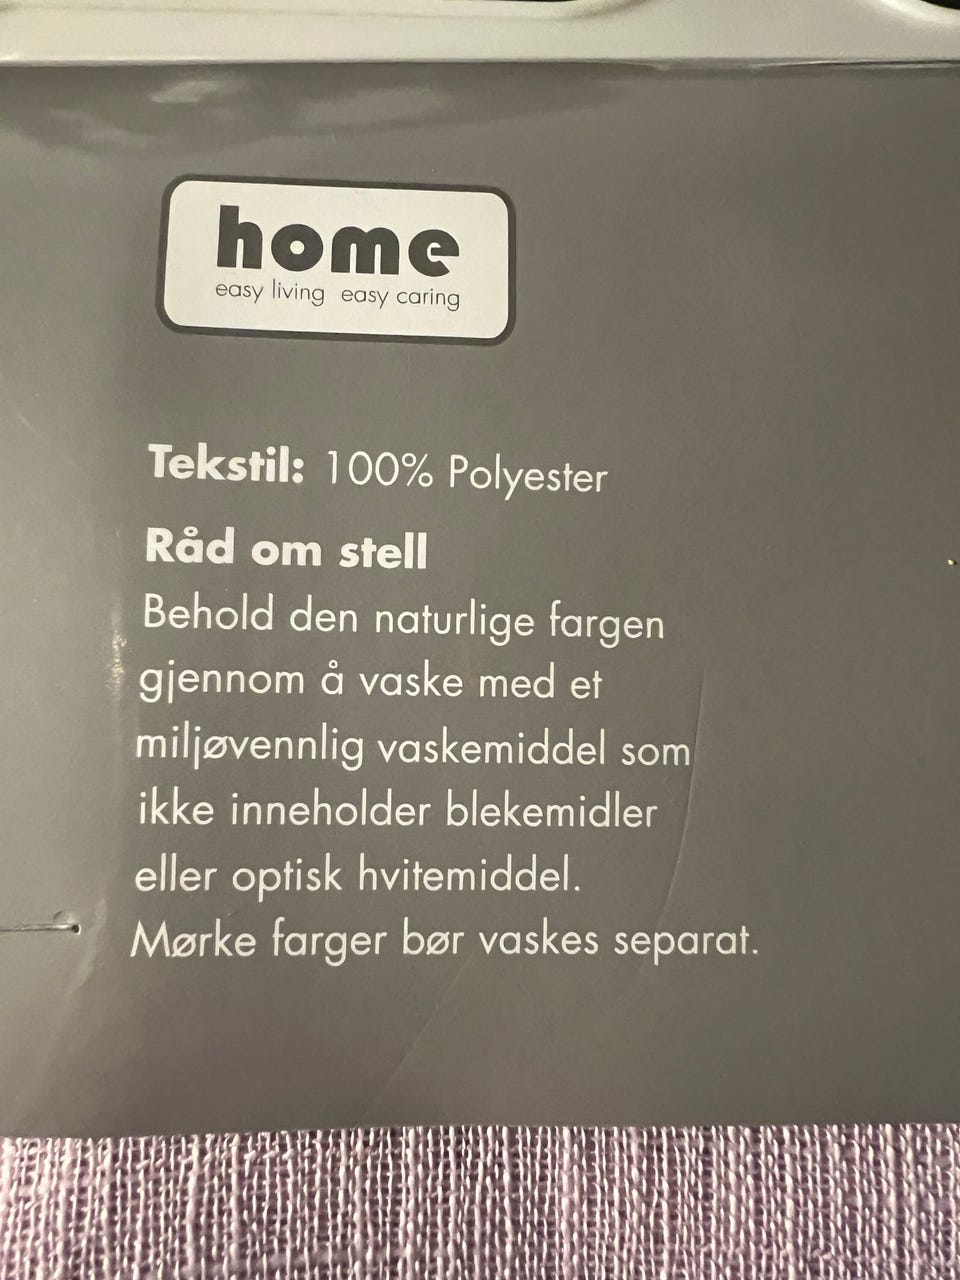 home
easy living easy caring
Tekstil: 100% Polyester
Råd om stell
Behold den naturlige fargen
gjennom å vaske med et
miljøvennlig vaskemiddel som
ikke inneholder blekemidler
eller optisk hvitemiddel.
Mørke farger bør vaskes separat.